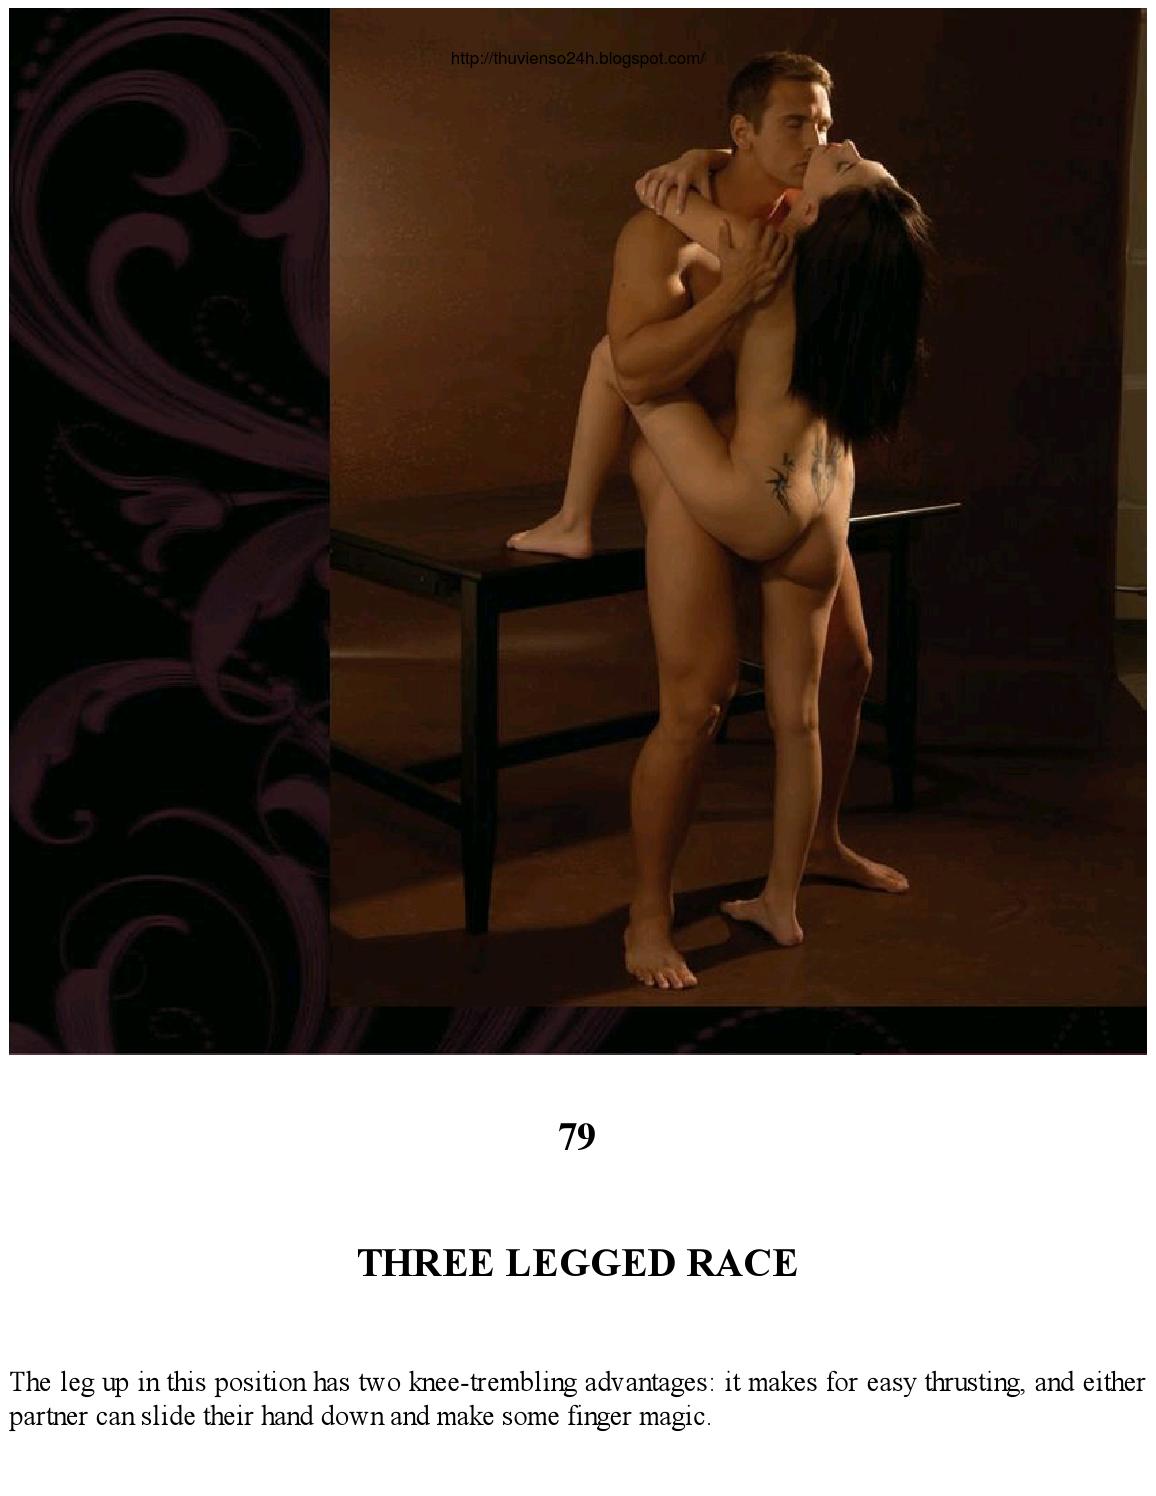 http://thuvienso24h.blogspot.com/
79
THREE LEGGED RACE
The leg up in this position has two knee-trembling advantages: it makes for easy thrusting, and either
partner can slide their hand down and make some finger magic.